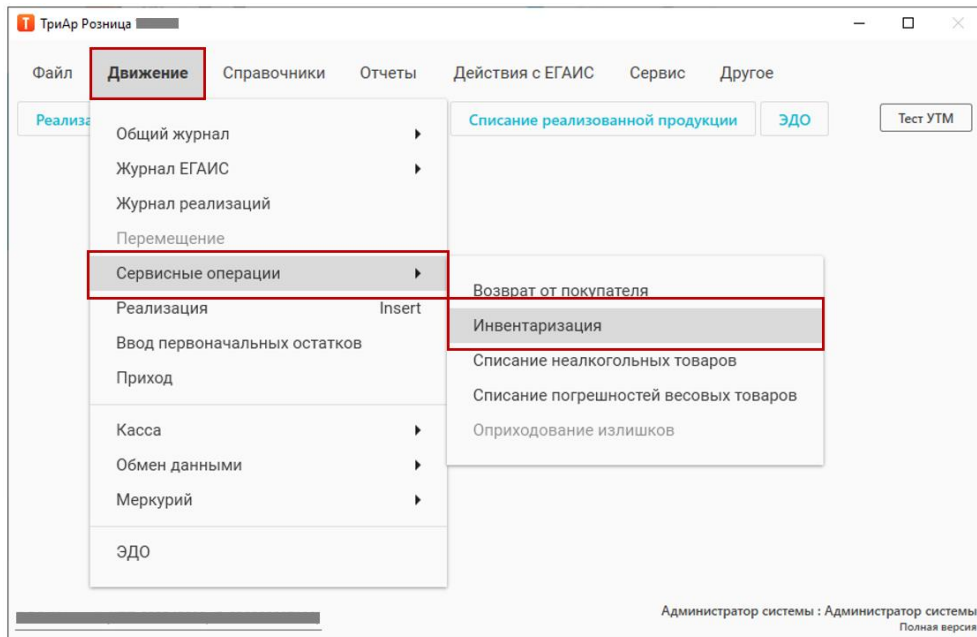 Т ТриАр Розница
Файл Движение Справочники Отчеты Действия с ЕГАИС Сервис Другое
Реализа Списание реализованной продукции ЭДО Тест УТМ
Общий журнал
Журнал ЕГАИС
Журнал реализаций
Перемещение
Сервисные операции
Возврат от покупателя
Реализация Insert
Инвентаризация
Ввод первоначальных остатков
Списание неалкогольных товаров
Приход
Списание погрешностей весовых товаров
Касса
Оприходование излишков
Обмен данными
Меркурий
ЭДО
Администратор системы : Администратор системы
Полная версия